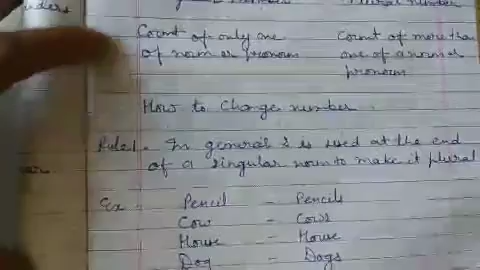 Count of only one Count of more than
of noun or pronoun one of a noun or
pronoun
How to Change number
Rule 1. In general s is used at the end
of a singular noun to make it plural
Ex - Pencil - Pencils
Cow - Cows
House - House
Dog - Dogs